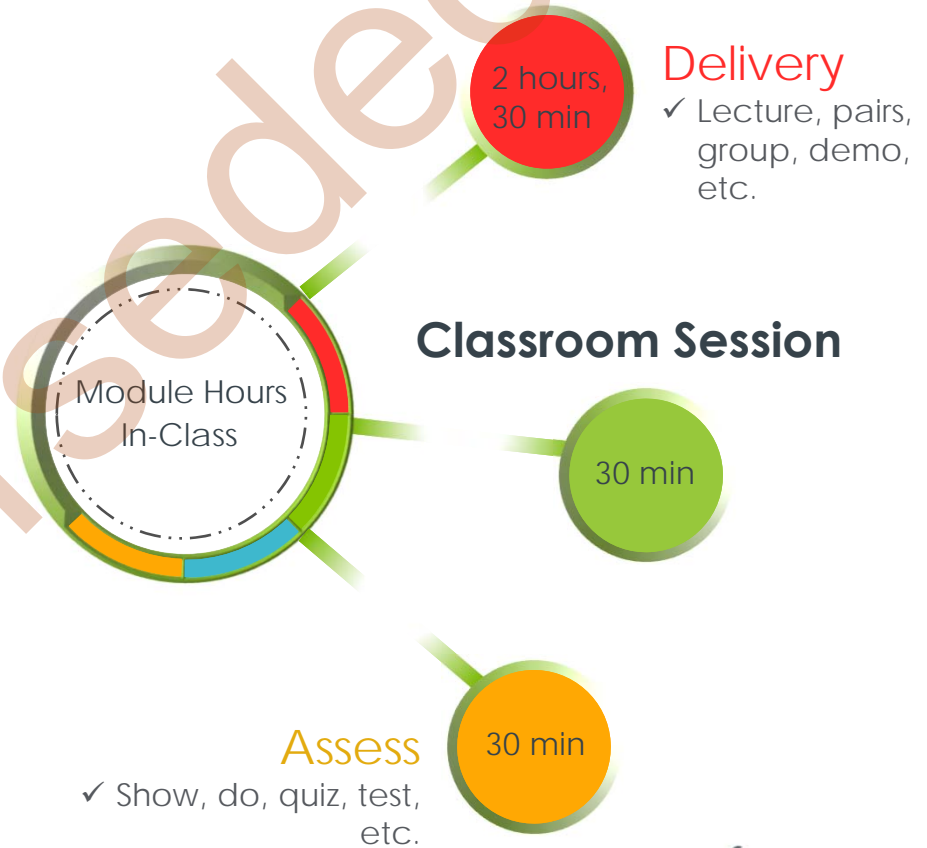 2 hours,
30 min
Delivery
✓ Lecture, pairs,
group, demo,
etc.
Classroom Session
Module Hours
In-Class
30 min
30 min
Assess
✓ Show, do, quiz, test,
etc.